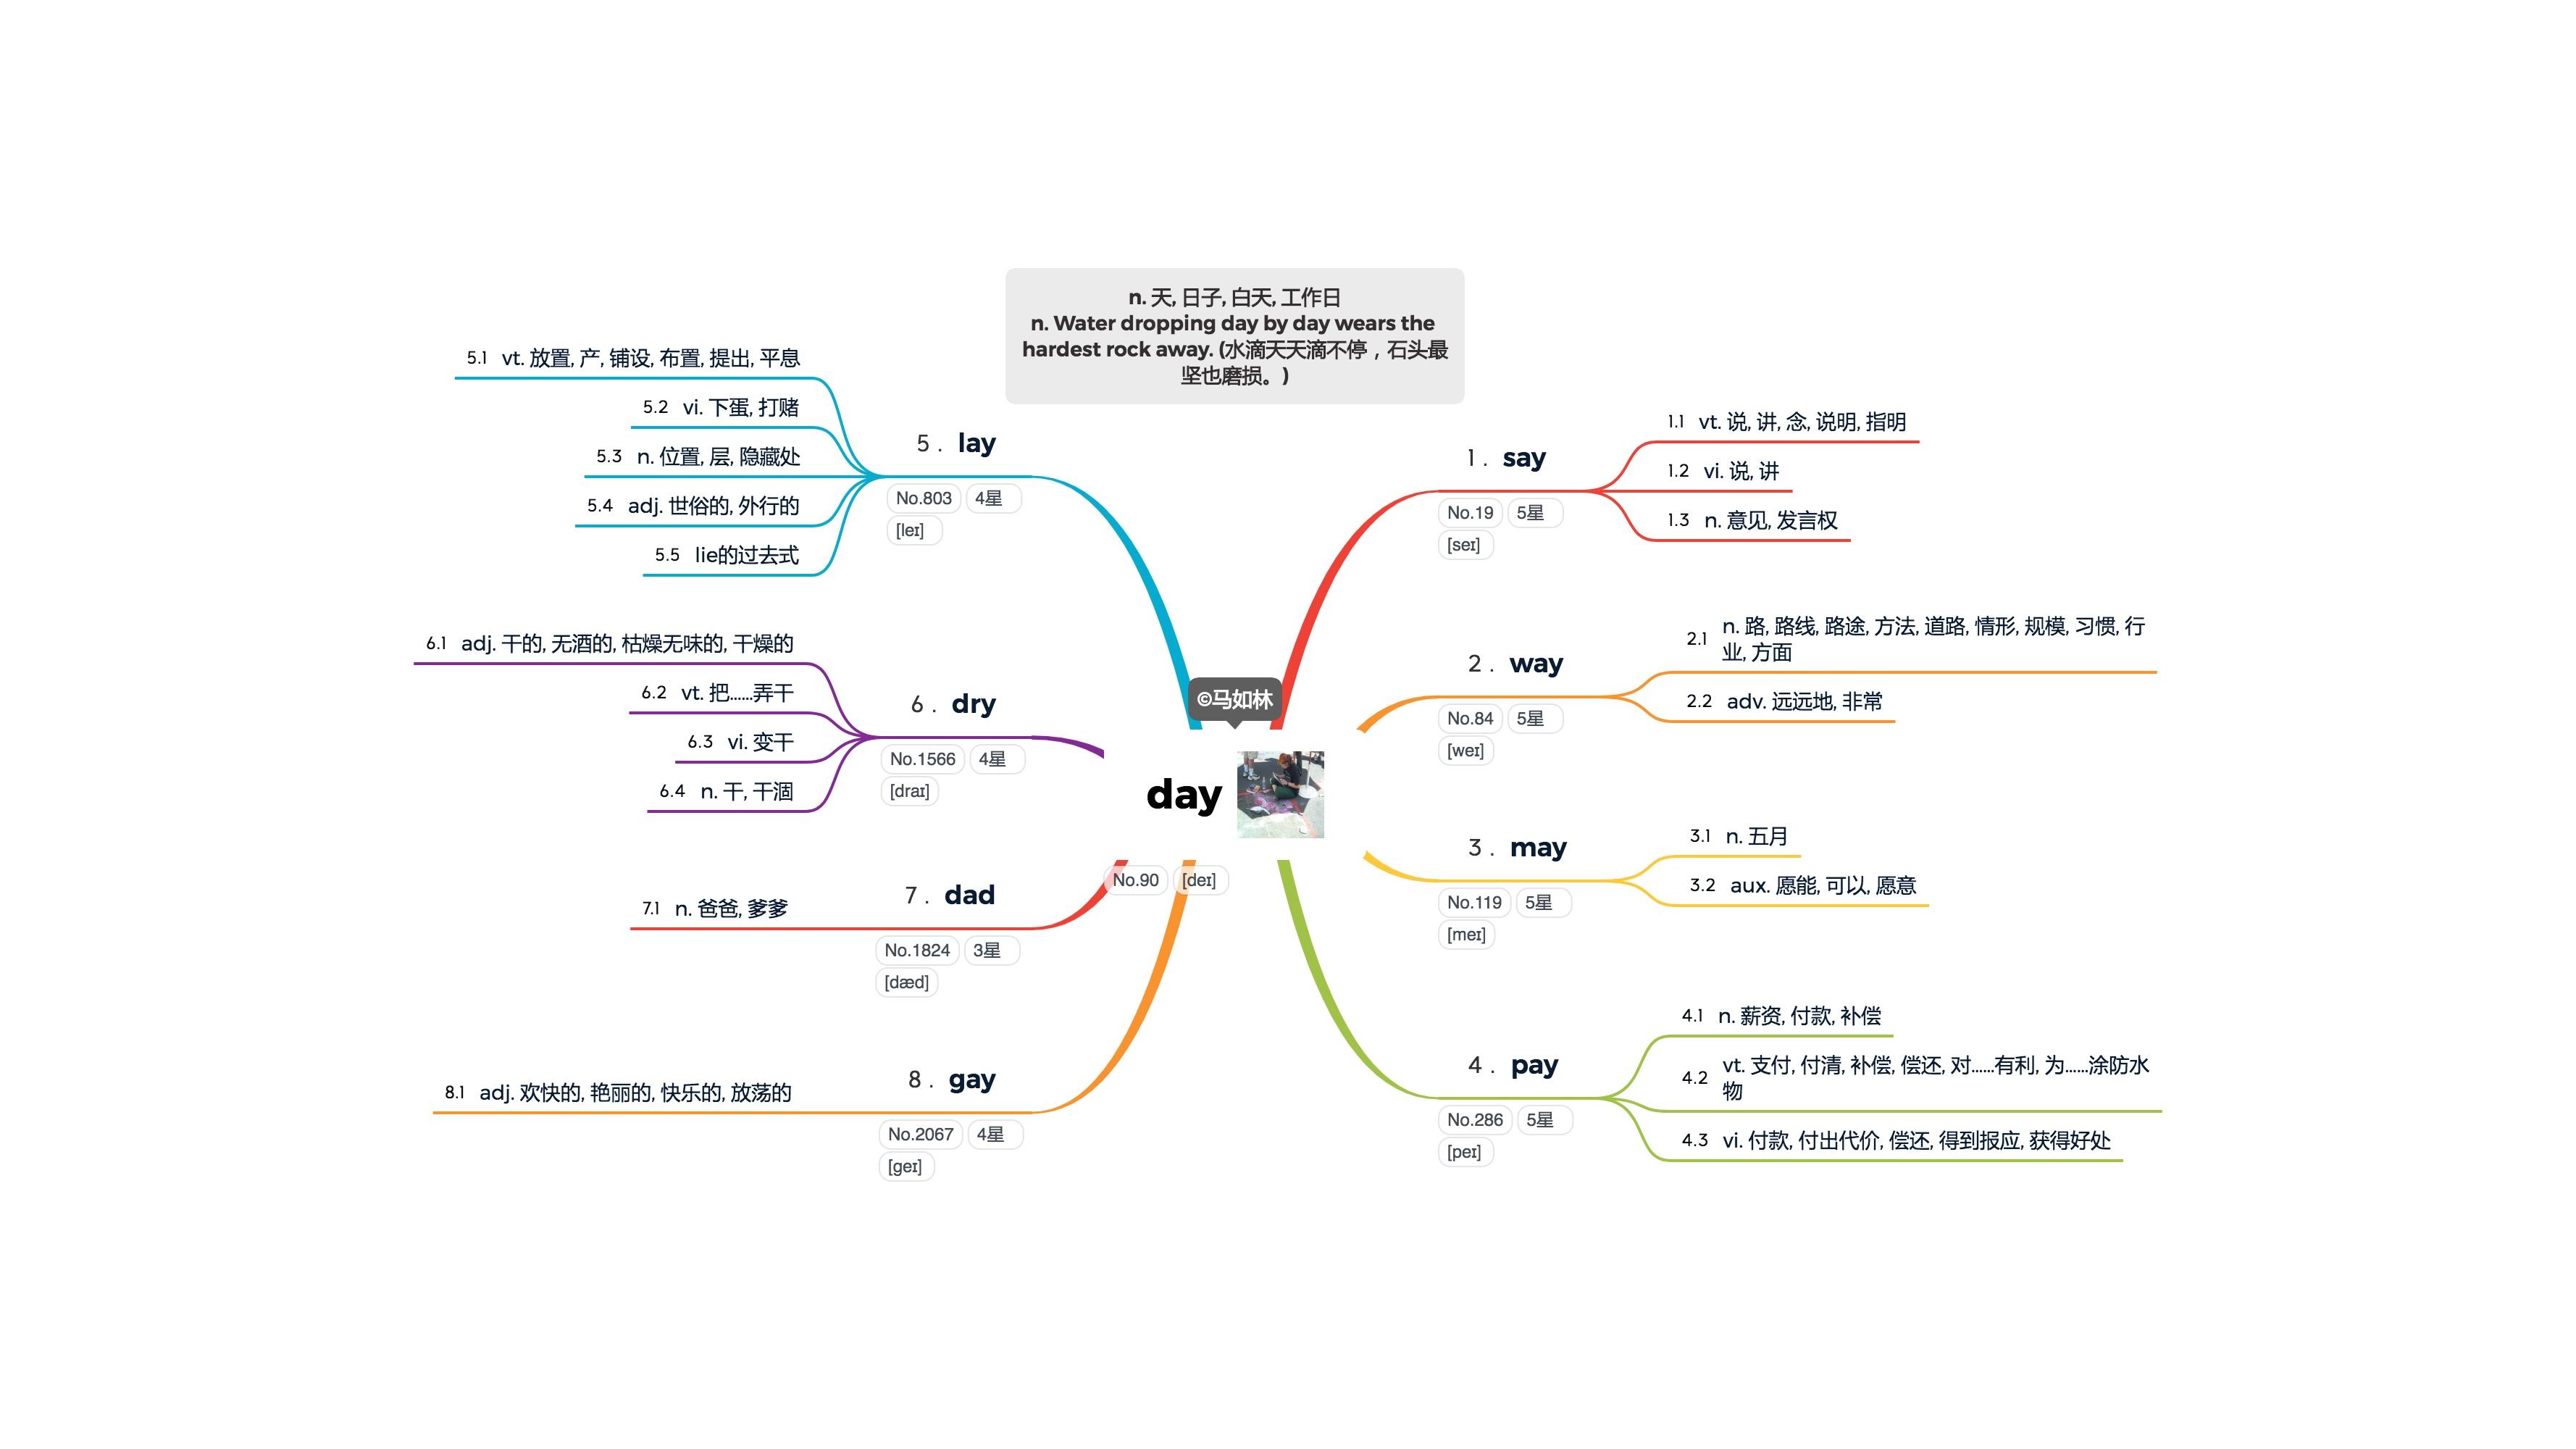 n. 天, 日子, 白天, 工作日
n. Water dropping day by day wears the
hardest rock away. (水滴天天滴不停，石头最
坚也磨损。)
©马如林
day
No.90 [deɪ]
1. say
No.19 5星
[seɪ]
1.1 vt. 说, 讲, 念, 说明, 指明
1.2 vi. 说, 讲
1.3 n. 意见, 发言权
2. way
No.84 5星
[weɪ]
2.1 n. 路, 路线, 路途, 方法, 道路, 情形, 规模, 习惯, 行
业, 方面
2.2 adv. 远远地, 非常
3. may
No.119 5星
[meɪ]
3.1 n. 五月
3.2 aux. 愿能, 可以, 愿意
4. pay
No.286 5星
[peɪ]
4.1 n. 薪资, 付款, 补偿
4.2 vt. 支付, 付清, 补偿, 偿还, 对……有利, 为……涂防水
物
4.3 vi. 付款, 付出代价, 偿还, 得到报应, 获得好处
5. lay
No.803 4星
[leɪ]
5.1 vt. 放置, 产, 铺设, 布置, 提出, 平息
5.2 vi. 下蛋, 打赌
5.3 n. 位置, 层, 隐藏处
5.4 adj. 世俗的, 外行的
5.5 lie的过去式
6. dry
No.1566 4星
[draɪ]
6.1 adj. 干的, 无酒的, 枯燥无味的, 干燥的
6.2 vt. 把……弄干
6.3 vi. 变干
6.4 n. 干, 干涸
7. dad
No.1824 3星
[dæd]
7.1 n. 爸爸, 爹爹
8. gay
No.2067 4星
[geɪ]
8.1 adj. 欢快的, 艳丽的, 快乐的, 放荡的